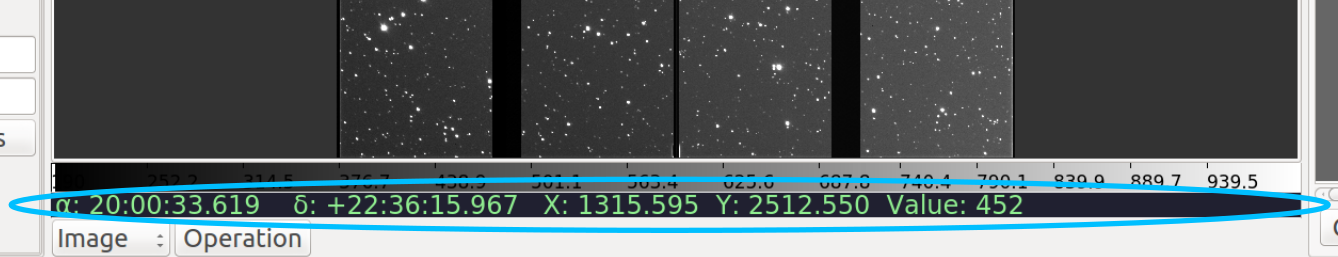 252.2 314.5 376.7 438.9 501.1 563.4 625.6 687.8 740.4 790.1 839.9 889.7 939.5
α: 20:00:33.619 δ: +22:36:15.967 X: 1315.595 Y: 2512.550 Value: 452
Image Operation